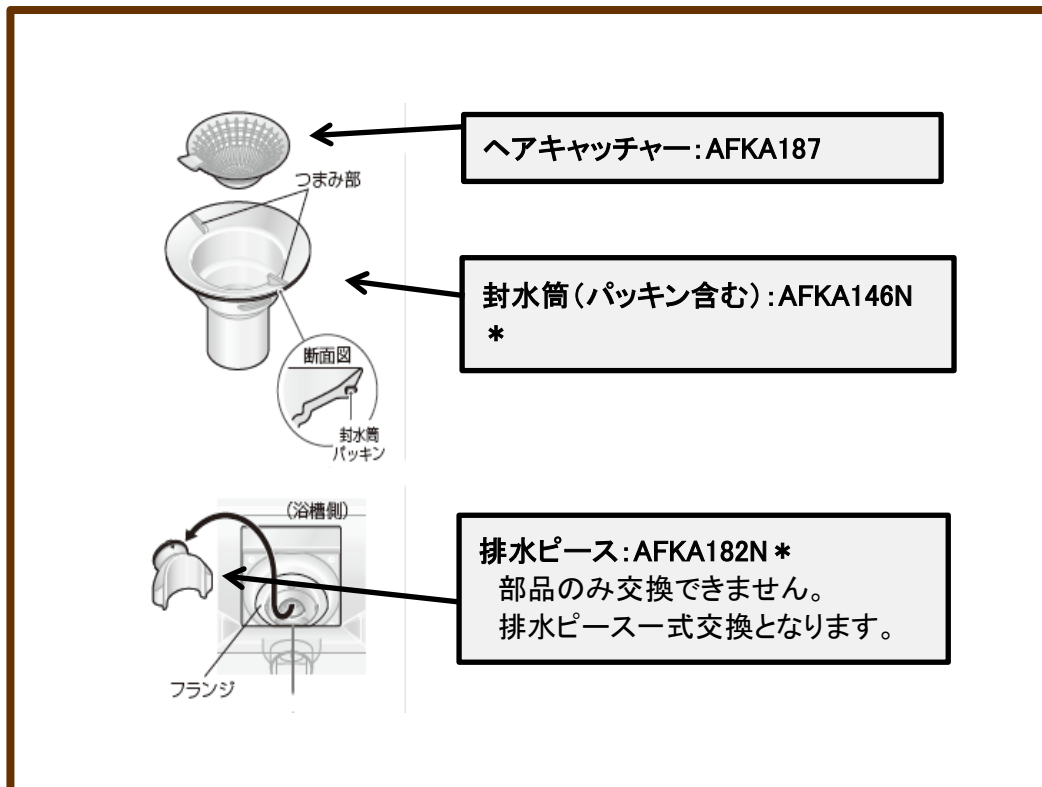 ヘアキャッチャー：AFKA187
つまみ部
封水筒（パッキン含む）：AFKA146N
＊
断面図
封水筒
パッキン
（浴槽側）
排水ピース：AFKA182N＊
部品のみ交換できません。
排水ピース一式交換となります。
フランジ